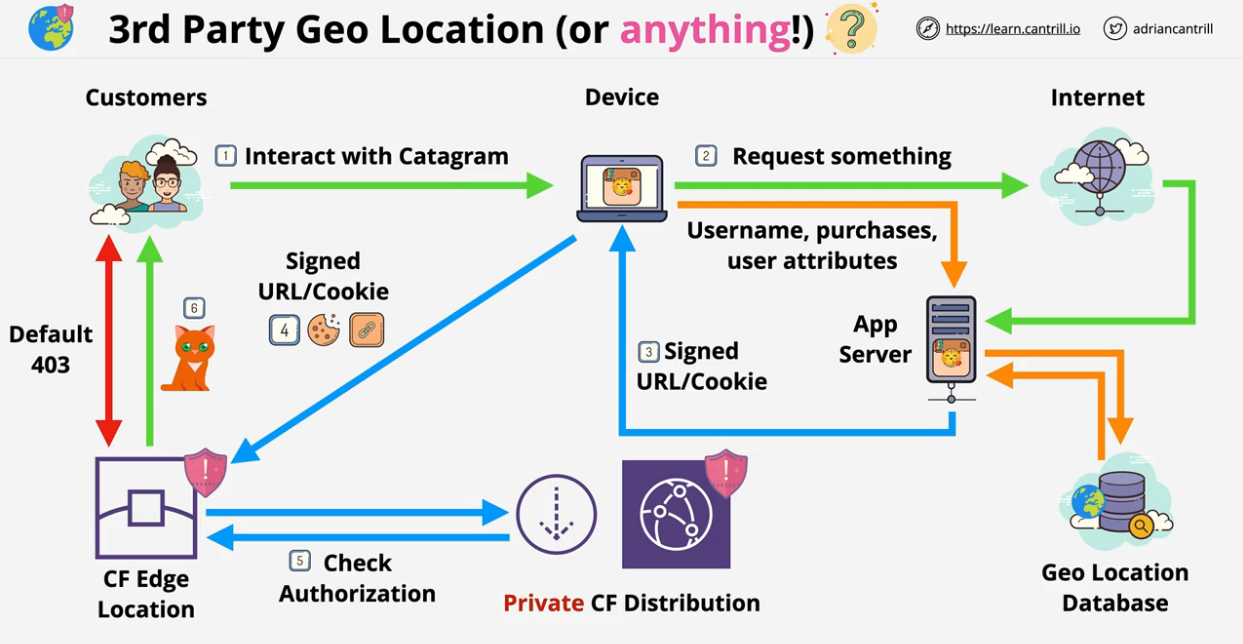 3rd Party Geo Location (or anything!)
https://learn.cantrill.io
adriancantrill
Customers
Device
Internet
1 Interact with Catagram
2 Request something
Username, purchases,
user attributes
Signed
URL/Cookie
4
6
Default
403
App
Server
3 Signed
URL/Cookie
5 Check
Authorization
CF Edge
Location
Private CF Distribution
Geo Location
Database